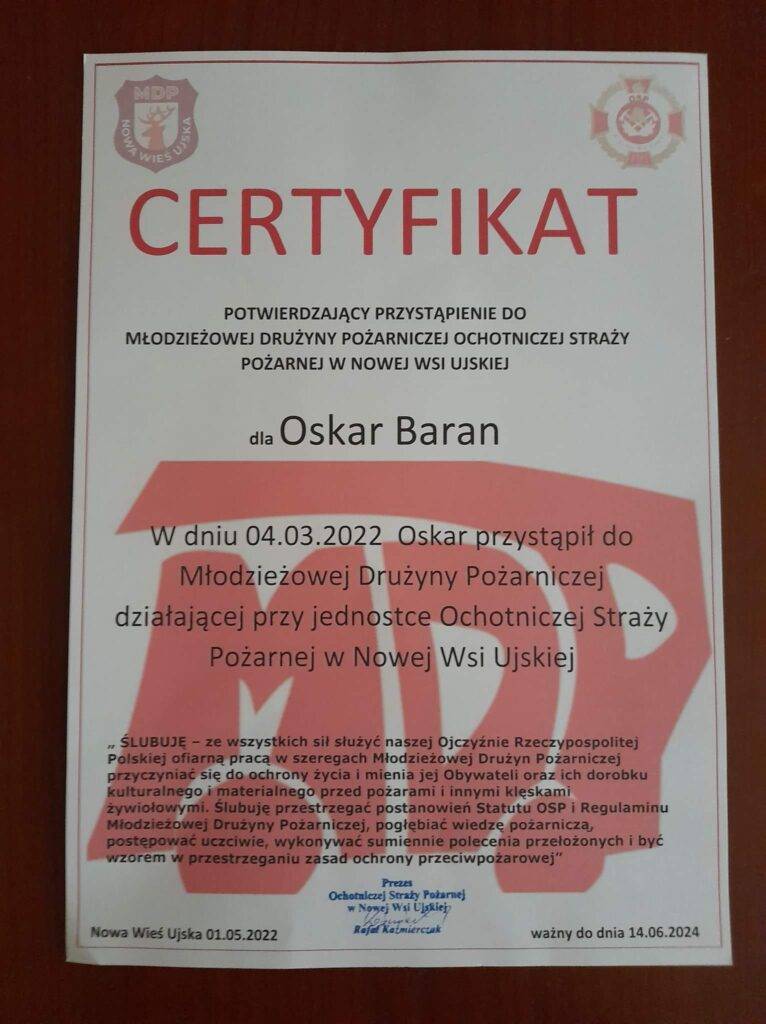 MDP
NOWA WIEŚ UJSKA
OSP
CERTYFIKAT
POTWIERDZAJĄCY PRZYSTĄPIENIE DO
MŁODZIEŻOWEJ DRUŻYNY POŻARNICZEJ OCHOTNICZEJ STRAŻY
POŻARNEJ W NOWEJ WSI UJSKIEJ
dla Oskar Baran
W dniu 04.03.2022 Oskar przystąpił do
Młodzieżowej Drużyny Pożarniczej
działającej przy jednostce Ochotniczej Straży
Pożarnej w Nowej Wsi Ujskiej
MDP
„ ŚLUBUJĘ – ze wszystkich sił służyć naszej Ojczyźnie Rzeczypospolitej
Polskiej ofiarną pracą w szeregach Młodzieżowej Drużyn Pożarniczej
przyczyniać się do ochrony życia i mienia jej Obywateli oraz ich dorobku
kulturalnego i materialnego przed pożarami i innymi klęskami
żywiołowymi. Ślubuję przestrzegać postanowień Statutu OSP i Regulaminu
Młodzieżowej Drużyny Pożarniczej, pogłębiać wiedzę pożarniczą,
postępować uczciwie, wykonywać sumiennie polecenia przełożonych i być
wzorem w przestrzeganiu zasad ochrony przeciwpożarowej”
Prezes
Ochotniczej Straży Pożarnej
w Nowej Wsi Ujskiej
Rafał Kaźmierczak
Nowa Wieś Ujska 01.05.2022
ważny do dnia 14.06.2024